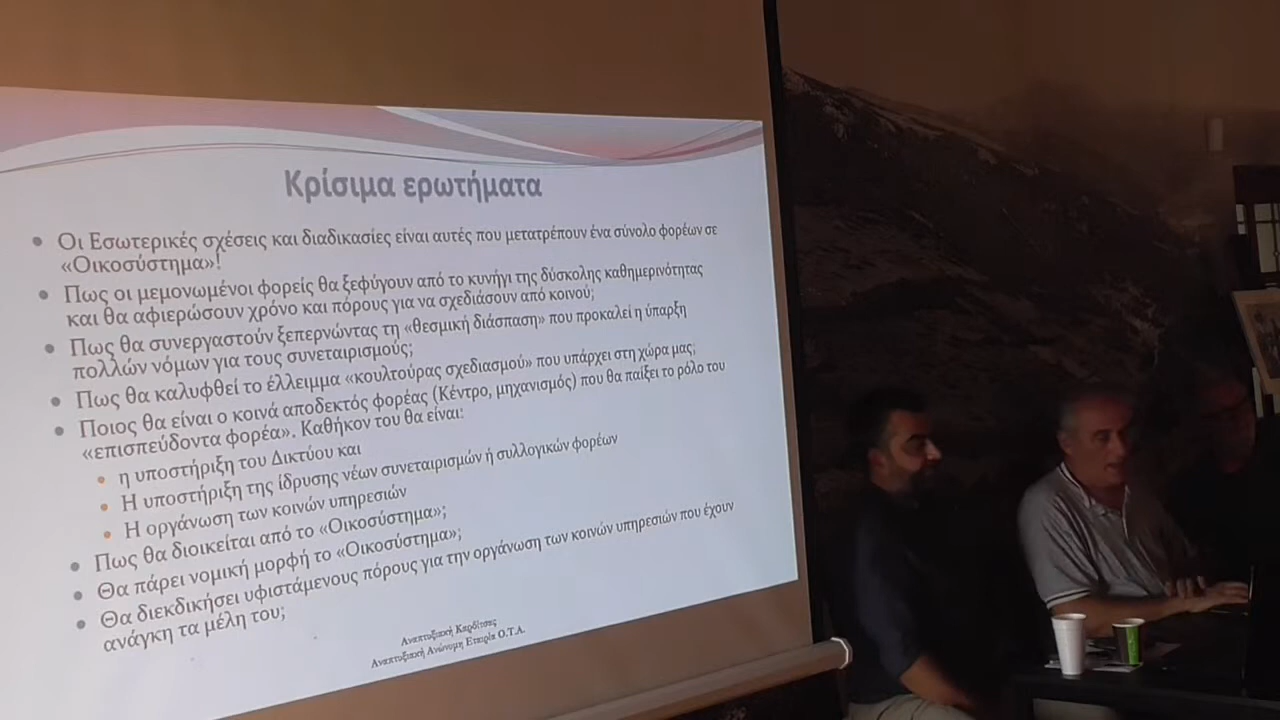 Κρίσιμα ερωτήματα
Οι Εσωτερικές σχέσεις και διαδικασίες είναι αυτές που μετατρέπουν ένα σύνολο φορέων σε
«Οικοσύστημα»!
Πως οι μεμονωμένοι φορείς θα ξεφύγουν από το κυνήγι της δύσκολης καθημερινότητας
και θα αφιερώσουν χρόνο και πόρους για να σχεδιάσουν από κοινού;
Πως θα συνεργαστούν ξεπερνώντας τη «θεσμική διάσπαση» που προκαλεί η ύπαρξη
πολλών νόμων για τους συνεταιρισμούς;
Πως θα καλυφθεί το έλλειμμα «κουλτούρας σχεδιασμού» που υπάρχει στη χώρα μας;
Ποιος θα είναι ο κοινά αποδεκτός φορέας (Κέντρο, μηχανισμός) που θα παίξει το ρόλο του
«επισπεύδοντα φορέα». Καθήκον του θα είναι:
η υποστήριξη του Δικτύου και
Η υποστήριξη της ίδρυσης νέων συνεταιρισμών ή συλλογικών φορέων
Η οργάνωση των κοινών υπηρεσιών
Πως θα διοικείται από το «Οικοσύστημα»;
Θα πάρει νομική μορφή το «Οικοσύστημα»;
Θα διεκδικήσει υφιστάμενους πόρους για την οργάνωση των κοινών υπηρεσιών που έχουν
ανάγκη τα μέλη του;
Αναπτυξιακή Καρδίτσας
Αναπτυξιακή Ανώνυμη Εταιρία Ο.Τ.Α.